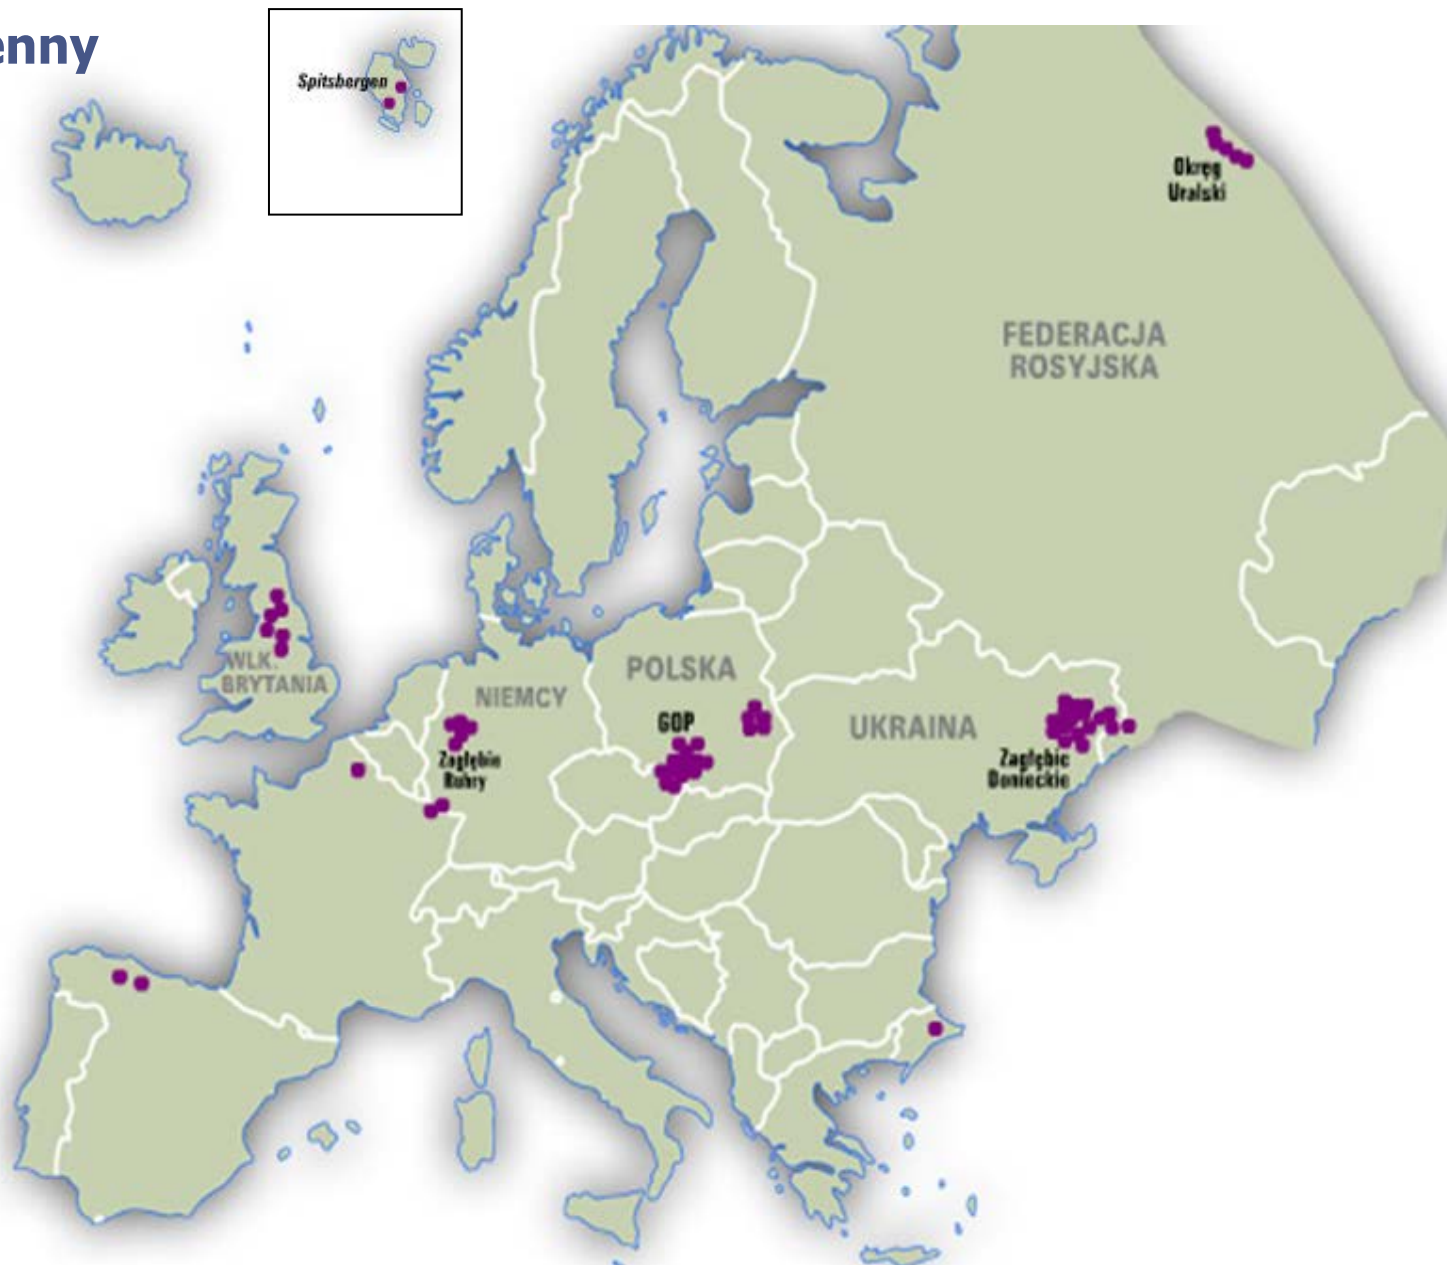 enny
Spitsbergen
Okręg
Uralski
FEDERACJA
ROSYJSKA
WLK.
BRYTANIA
NIEMCY
POLSKA
GOP
UKRAINA
Zagłębie
Ruhry
Zagłębie
Donieckie